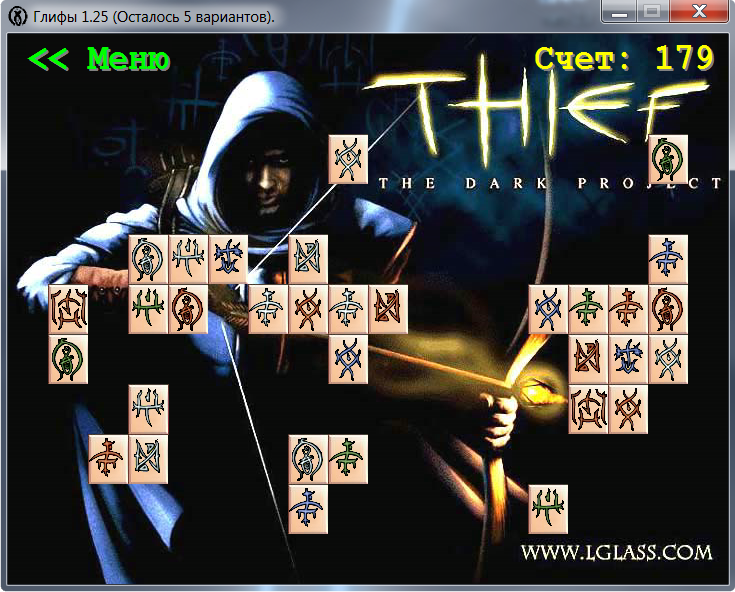 Глифы 1.25 (Осталось 5 вариантов).
<< Меню
Счет: 179
THIEF
THE DARK PROJECT
WWW.LGLASS.COM